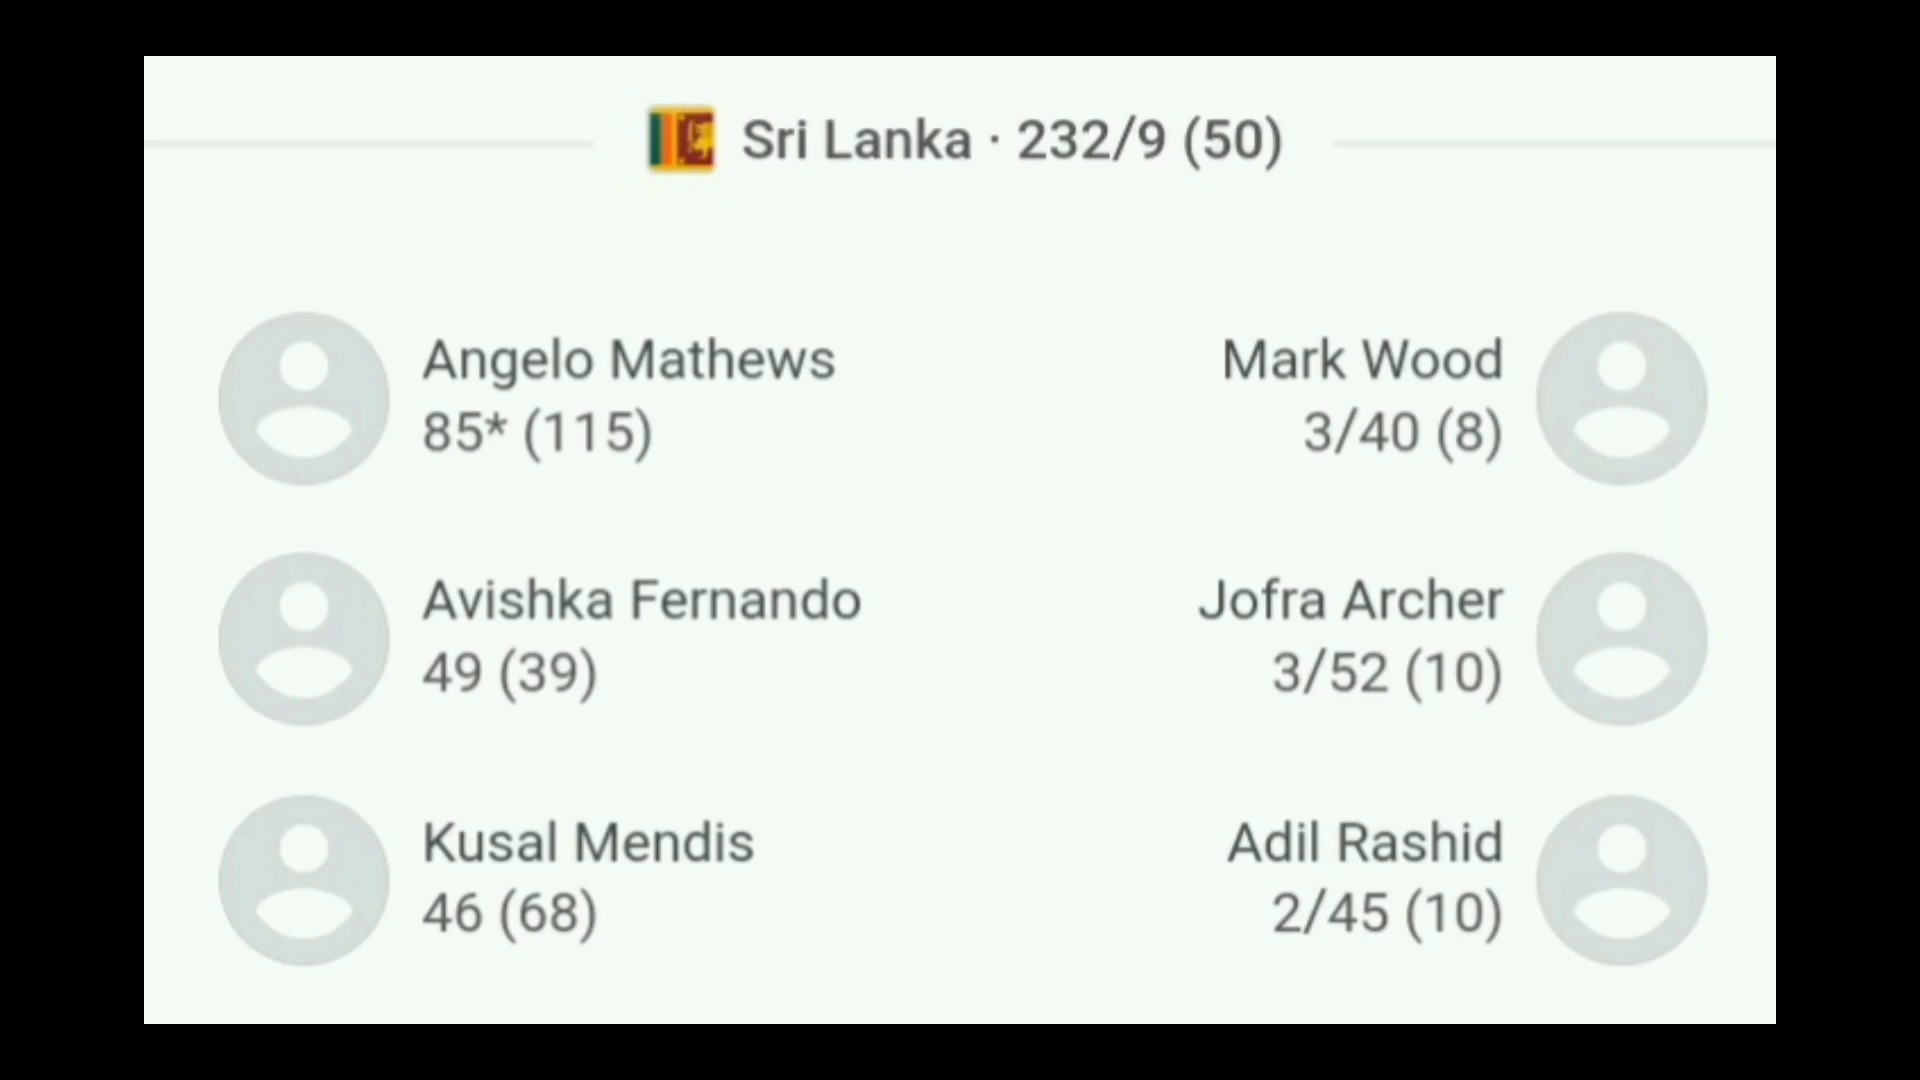 Sri Lanka · 232/9 (50)
Angelo Mathews
85* (115)
Mark Wood
3/40 (8)
Avishka Fernando
49 (39)
Jofra Archer
3/52 (10)
Kusal Mendis
46 (68)
Adil Rashid
2/45 (10)